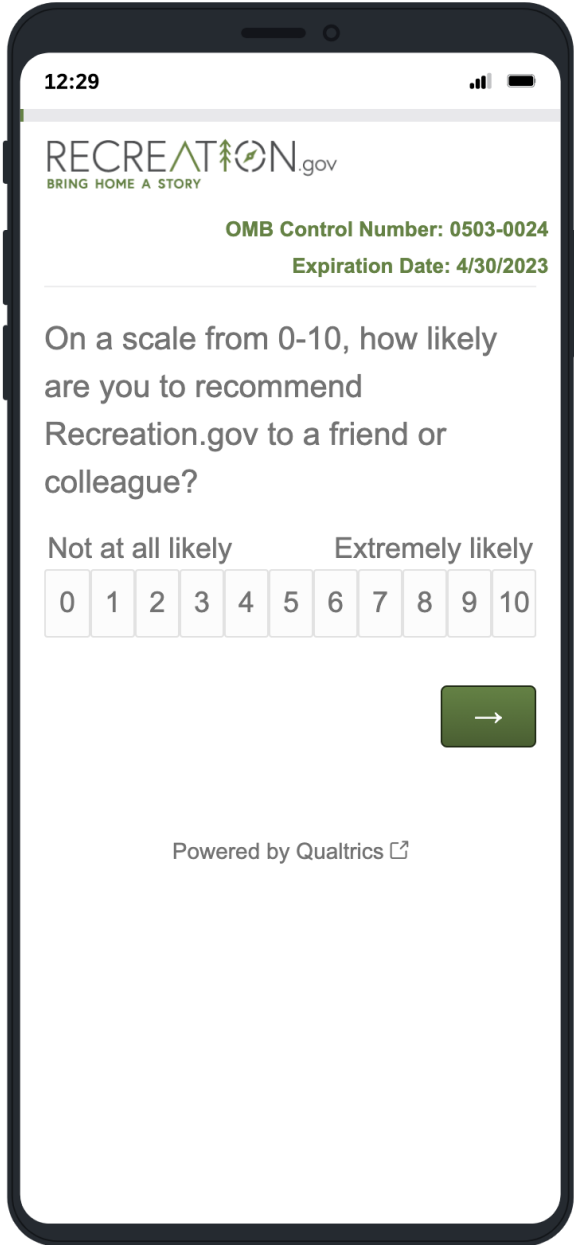 12:29
RECREATION.gov
BRING HOME A STORY
OMB Control Number: 0503-0024
Expiration Date: 4/30/2023
On a scale from 0-10, how likely
are you to recommend
Recreation.gov to a friend or
colleague?
Not at all likely Extremely likely
0 1 2 3 4 5 6 7 8 9 10
→
Powered by Qualtrics